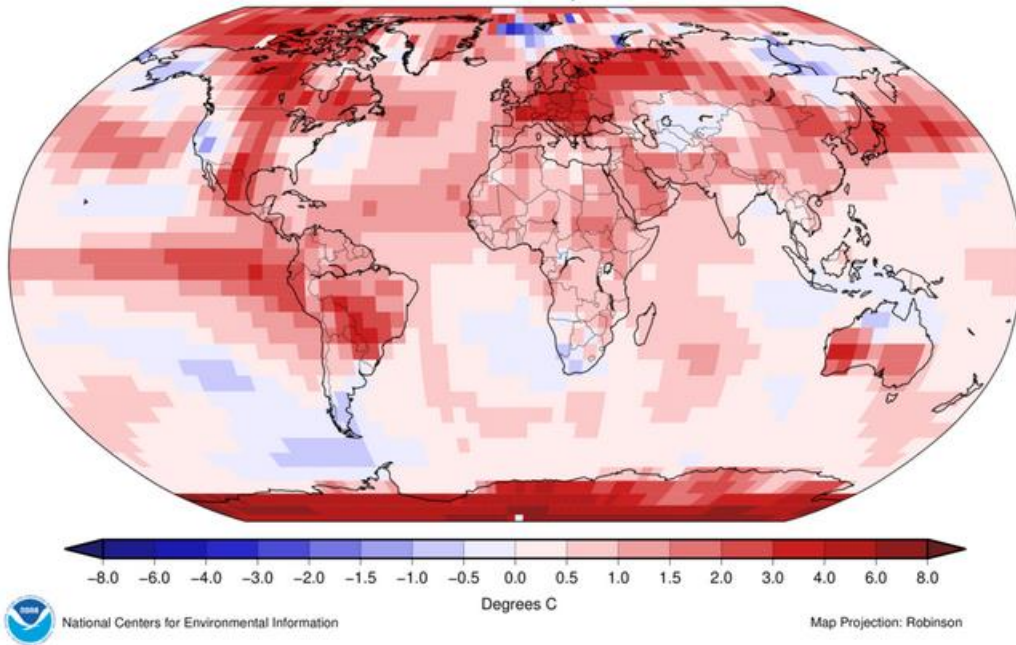 −8.0 −6.0 −4.0 −3.0 −2.0 −1.5 −1.0 −0.5 0.0 0.5 1.0 1.5 2.0 3.0 4.0 6.0 8.0
Degrees C
NOAA
National Centers for Environmental Information
Map Projection: Robinson